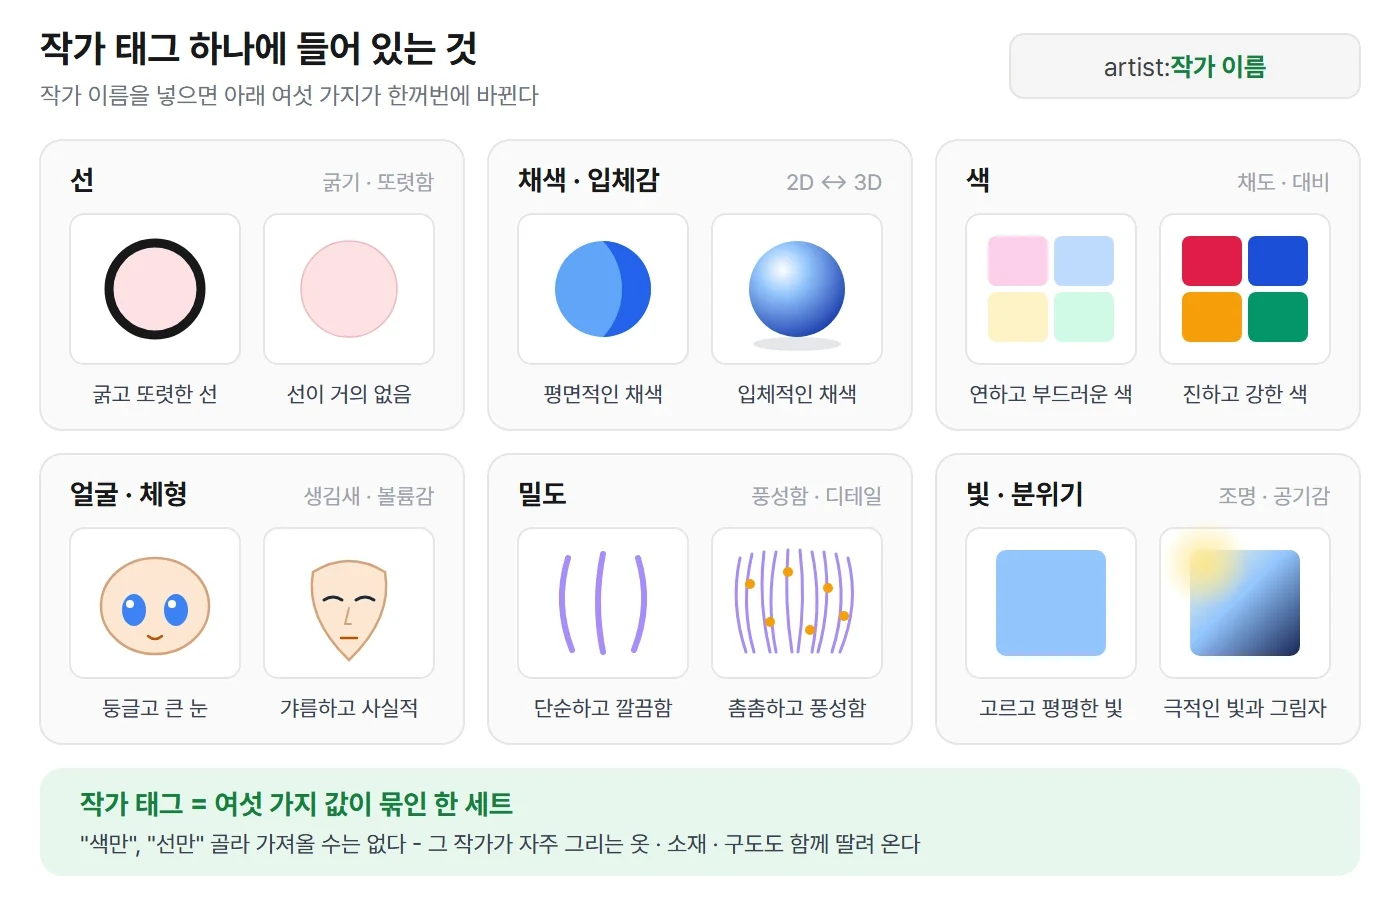 작가 태그 하나에 들어 있는 것
작가 이름을 넣으면 아래 여섯 가지가 한꺼번에 바뀐다
artist:작가 이름
선
굵기 · 또렷함
굵고 또렷한 선
선이 거의 없음
채색 · 입체감
2D ↔ 3D
평면적인 채색
입체적인 채색
색
채도 · 대비
연하고 부드러운 색
진하고 강한 색
얼굴 · 체형
생김새 · 볼륨감
둥글고 큰 눈
갸름하고 사실적
밀도
풍성함 · 디테일
단순하고 깔끔함
촘촘하고 풍성함
빛 · 분위기
조명 · 공기감
고르고 평평한 빛
극적인 빛과 그림자
작가 태그 = 여섯 가지 값이 묶인 한 세트
"색만", "선만" 골라 가져올 수는 없다 - 그 작가가 자주 그리는 옷 · 소재 · 구도도 함께 딸려 온다